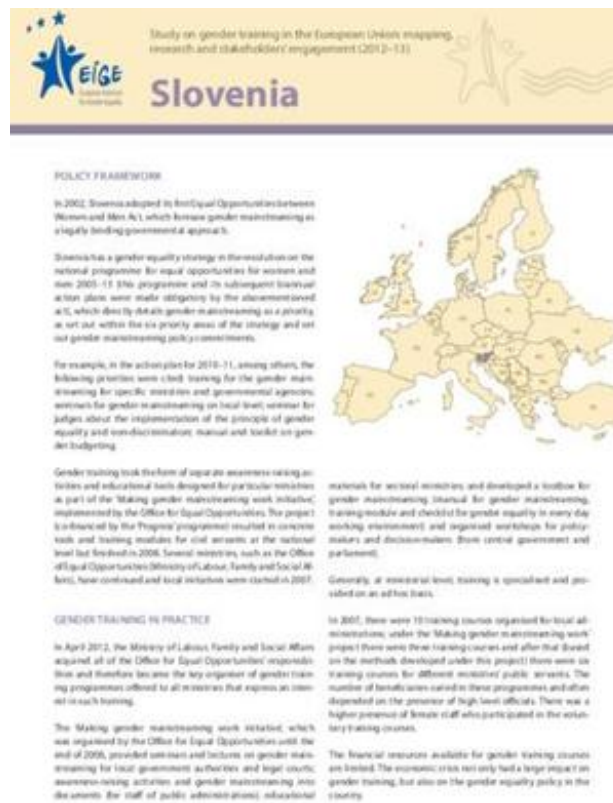 Study on gender training in the European Union: mapping,
research and stakeholders' engagement (2012–13)
EIGE
Slovenia
POLICY FRAMEWORK
In 2002, Slovenia adopted its first Equal Opportunities between
Women and Men Act, which foresaw gender mainstreaming as
a legally binding governmental approach.
Slovenia has a gender equality strategy in the resolution on the
national programme for equal opportunities for women and
men 2005–13 (this programme and its subsequent biannual
action plans were made obligatory by the abovementioned
act), which directly details gender mainstreaming as a priority,
as set out within the six priority areas of the strategy and set
out gender mainstreaming policy commitments.
For example, in the action plan for 2010–11, among others, the
following priorities were cited: training for the gender main-
streaming for specific ministries and governmental agencies;
seminars for gender mainstreaming on local level; seminar for
judges about the implementation of the principle of gender
equality and non-discrimination; manual and toolkit on gen-
der budgeting.
Gender training took the form of separate awareness-raising ac-
tivities and educational tools designed for particular ministries
as part of the 'Making gender mainstreaming work initiative',
implemented by the Office for Equal Opportunities. The project
(co-financed by the 'Progress' programme) resulted in concrete
tools and training modules for civil servants at the national
level but finished in 2008. Several ministries, such as the Office
of Equal Opportunities (Ministry of Labour, Family and Social Af-
fairs), have continued and local initiatives were started in 2007.
GENDER TRAINING IN PRACTICE
In April 2012, the Ministry of Labour, Family and Social Affairs
acquired all of the Office for Equal Opportunities' responsibi-
lities and therefore became the key organiser of gender train-
ing programmes offered to all ministries that express an inter-
est in such training.
The 'Making gender mainstreaming work initiative', which
was organised by the Office for Equal Opportunities until the
end of 2008, provided seminars and lectures on gender main-
streaming for local government authorities and legal courts;
awareness-raising activities and gender mainstreaming into
documents (for staff of public administrations); educational
materials for sectoral ministries and developed a toolbox for
gender mainstreaming (manual for gender mainstreaming,
training module and checklist for gender equality in every day
working environment) and organised workshops for policy-
makers and decision-makers (from central government and
parliament).
Generally, at ministerial level, training is specialised and pro-
vided on an ad hoc basis.
In 2007, there were 10 training courses organised for local ad-
ministrations; under the 'Making gender mainstreaming work'
project there were three training courses and after that (based
on the methods developed under this project) there were six
training courses for different ministries' public servants. The
number of beneficiaries varied in these programmes and often
depended on the presence of high level officials. There was a
higher presence of female staff who participated in the volun-
tary training courses.
The financial resources available for gender training courses
are limited. The economic crisis not only had a large impact on
gender training, but also on the gender equality policy in the
country.